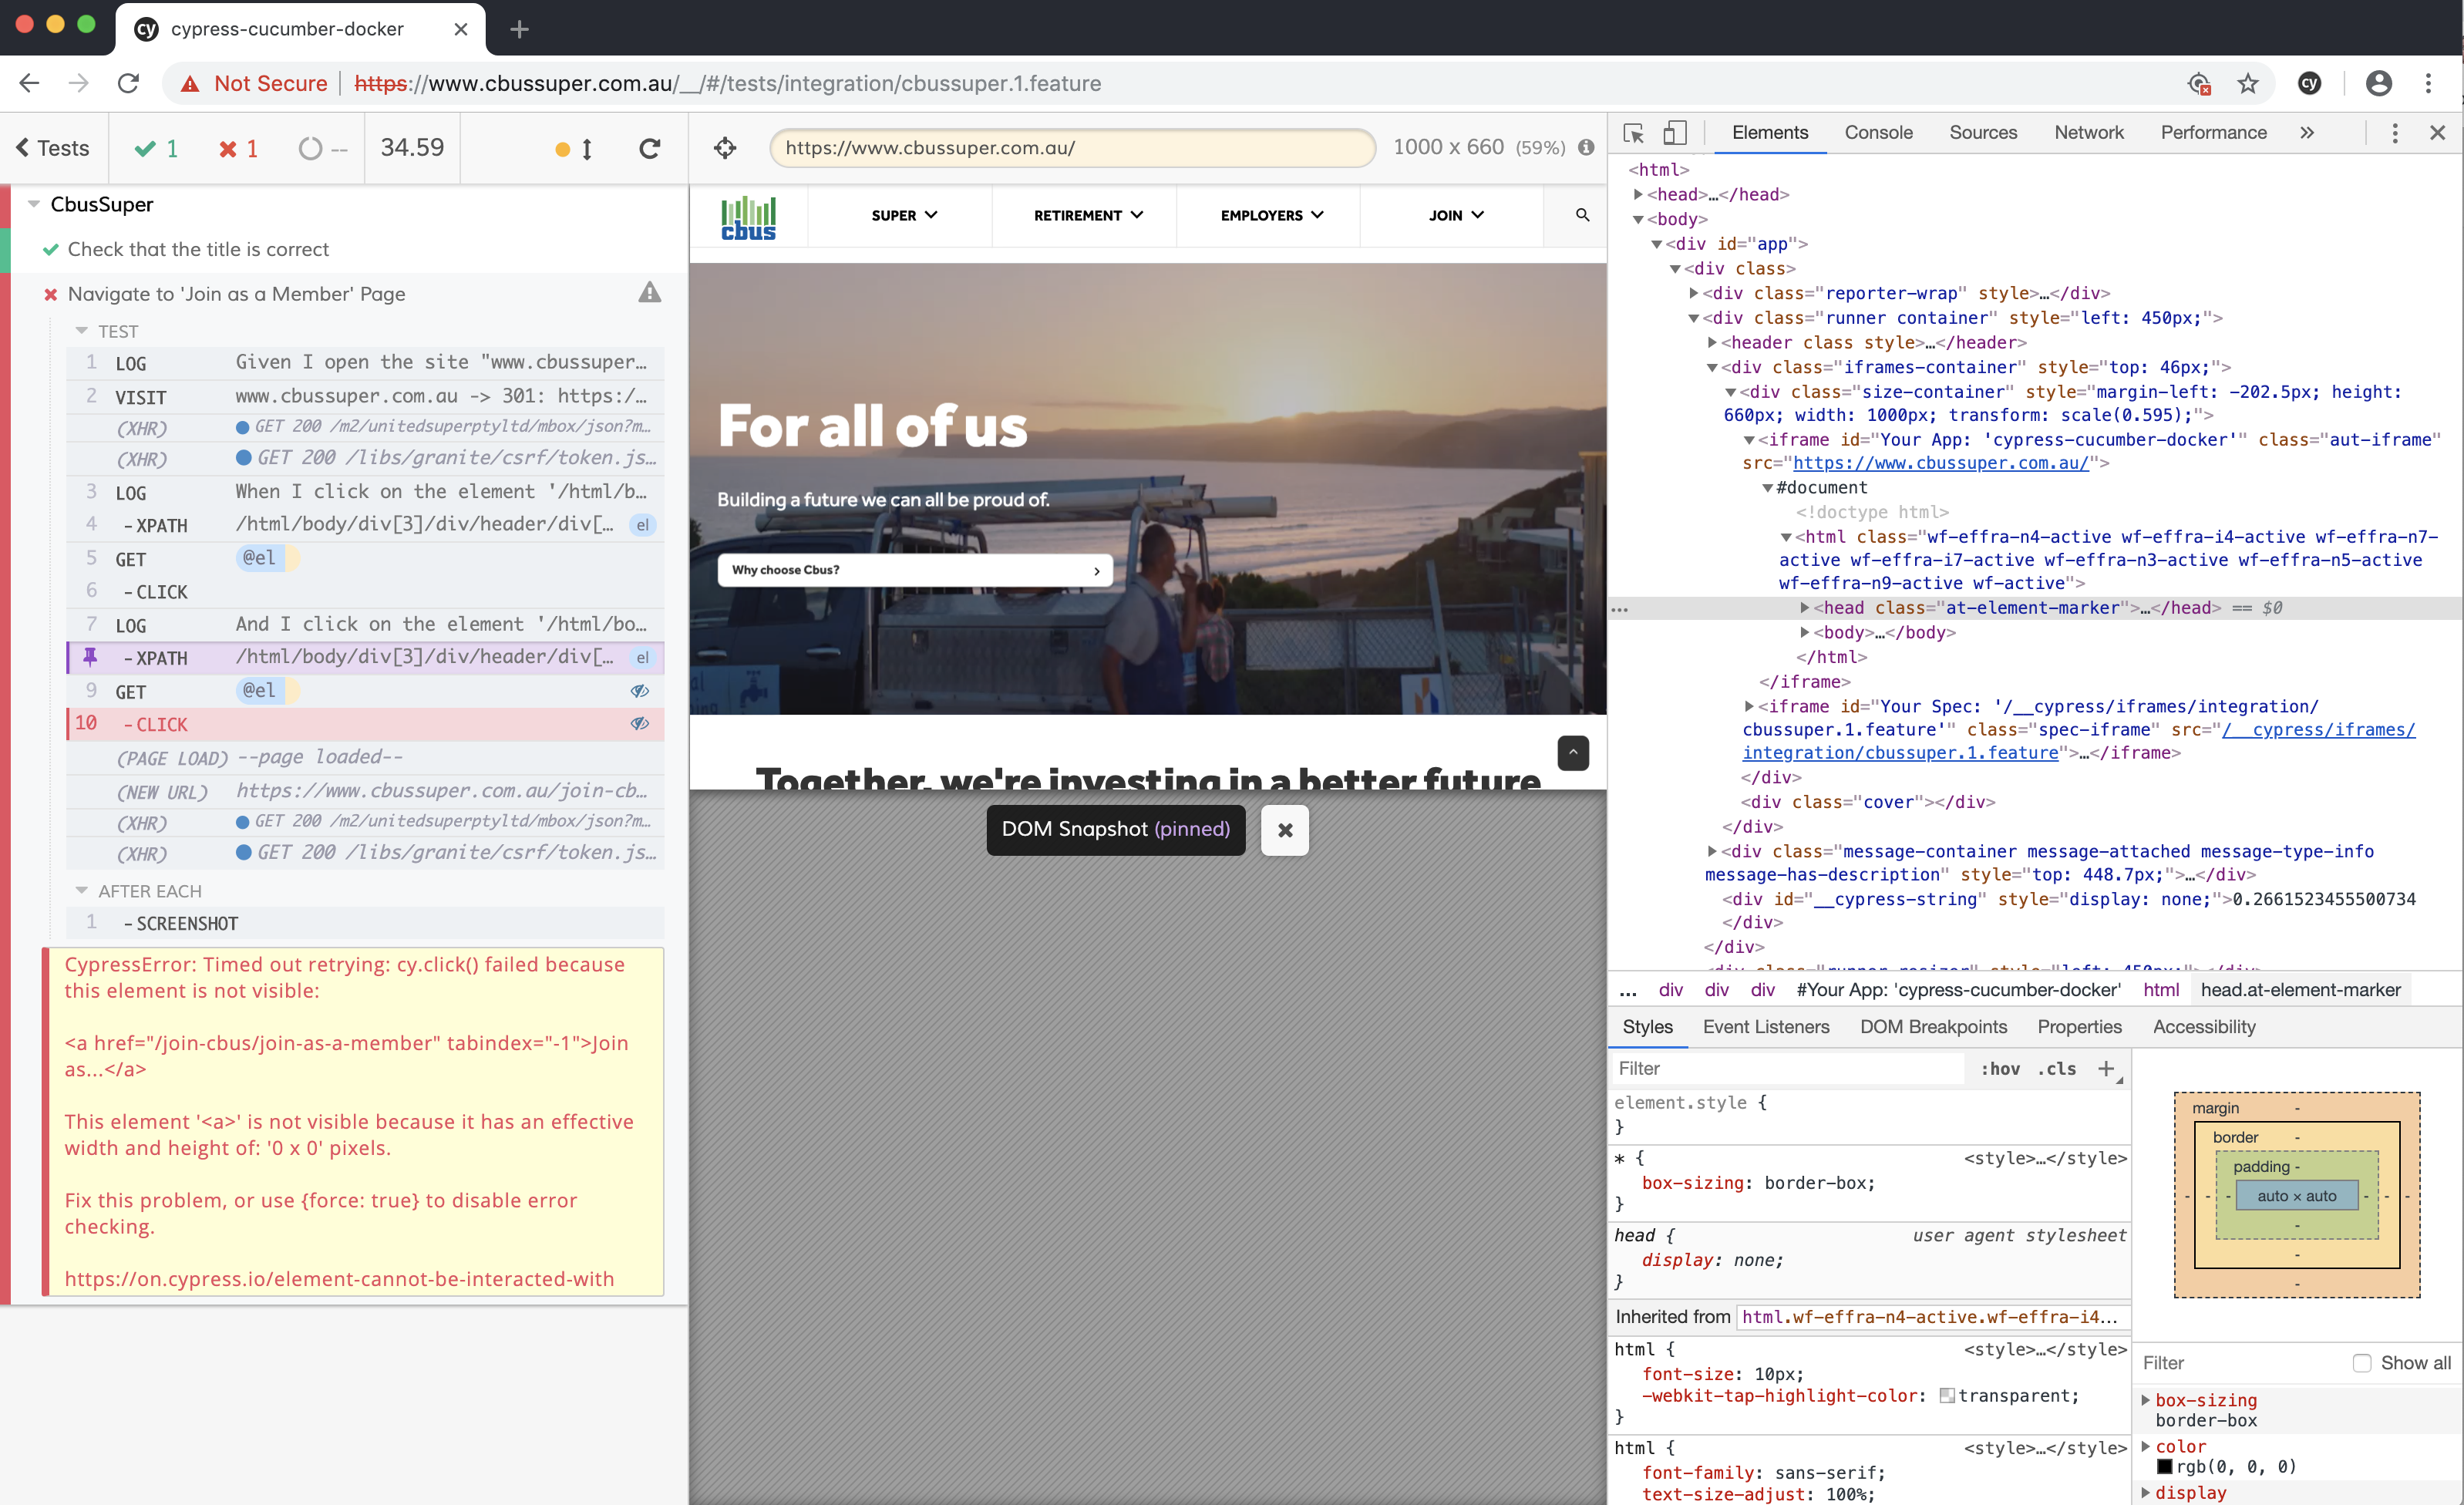 cypress-cucumber-docker
Not Secure | https://www.cbussuper.com.au/__/#/tests/integration/cbussuper.1.feature
Tests
1
1
--
34.59
CbusSuper
Check that the title is correct
Navigate to 'Join as a Member' Page
TEST
1 LOG Given I open the site "www.cbussuper…
2 VISIT www.cbussuper.com.au -> 301: https:/…
(XHR) GET 200 /m2/unitedsuperptyltd/mbox/json?m…
(XHR) GET 200 /libs/granite/csrf/token.js…
3 LOG When I click on the element '/html/b…
4 -XPATH /html/body/div[3]/div/header/div[… el
5 GET @el
6 -CLICK
7 LOG And I click on the element '/html/bo…
-XPATH /html/body/div[3]/div/header/div[… el
9 GET @el
10 -CLICK
(PAGE LOAD) --page loaded--
(NEW URL) https://www.cbussuper.com.au/join-cb…
(XHR) GET 200 /m2/unitedsuperptyltd/mbox/json?m…
(XHR) GET 200 /libs/granite/csrf/token.js…
AFTER EACH
1 -SCREENSHOT
CypressError: Timed out retrying: cy.click() failed because
this element is not visible:
<a href="/join-cbus/join-as-a-member" tabindex="-1">Join
as...</a>
This element '<a>' is not visible because it has an effective
width and height of: '0 x 0' pixels.
Fix this problem, or use {force: true} to disable error
checking.
https://on.cypress.io/element-cannot-be-interacted-with
https://www.cbussuper.com.au/
1000 x 660 (59%)
cbus
SUPER
RETIREMENT
EMPLOYERS
JOIN
For all of us
Building a future we can all be proud of.
Why choose Cbus?
Together, we're investing in a better future
DOM Snapshot (pinned)
Elements Console Sources Network Performance »
<html>
<head>…</head>
<body>
<div id="app">
<div class>
<div class="reporter-wrap" style>…</div>
<div class="runner container" style="left: 450px;">
<header class style>…</header>
<div class="iframes-container" style="top: 46px;">
<div class="size-container" style="margin-left: -202.5px; height:
660px; width: 1000px; transform: scale(0.595);">
<iframe id="Your App: 'cypress-cucumber-docker'" class="aut-iframe"
src="https://www.cbussuper.com.au/">
#document
<!doctype html>
<html class="wf-effra-n4-active wf-effra-i4-active wf-effra-n7-
active wf-effra-i7-active wf-effra-n3-active wf-effra-n5-active
wf-effra-n9-active wf-active">
… <head class="at-element-marker">…</head> == $0
<body>…</body>
</html>
</iframe>
<iframe id="Your Spec: '/__cypress/iframes/integration/
cbussuper.1.feature'" class="spec-iframe" src="/__cypress/iframes/
integration/cbussuper.1.feature">…</iframe>
</div>
<div class="cover"></div>
</div>
<div class="message-container message-attached message-type-info
message-has-description" style="top: 448.7px;">…</div>
<div id="__cypress-string" style="display: none;">0.2661523455500734
</div>
</div>
<div class="runner-resizer" style="left: 450px;"></div>
… div div div #Your App: 'cypress-cucumber-docker' html head.at-element-marker
Styles Event Listeners DOM Breakpoints Properties Accessibility
Filter :hov .cls +
element.style {
}
* { <style>…</style>
box-sizing: border-box;
}
head { user agent stylesheet
display: none;
}
Inherited from html.wf-effra-n4-active.wf-effra-i4…
html { <style>…</style>
font-size: 10px;
-webkit-tap-highlight-color: transparent;
}
html { <style>…</style>
font-family: sans-serif;
text-size-adjust: 100%;
margin -
border -
padding -
- - - auto × auto - - -
-
-
-
Filter Show all
box-sizing
border-box
color
rgb(0, 0, 0)
display